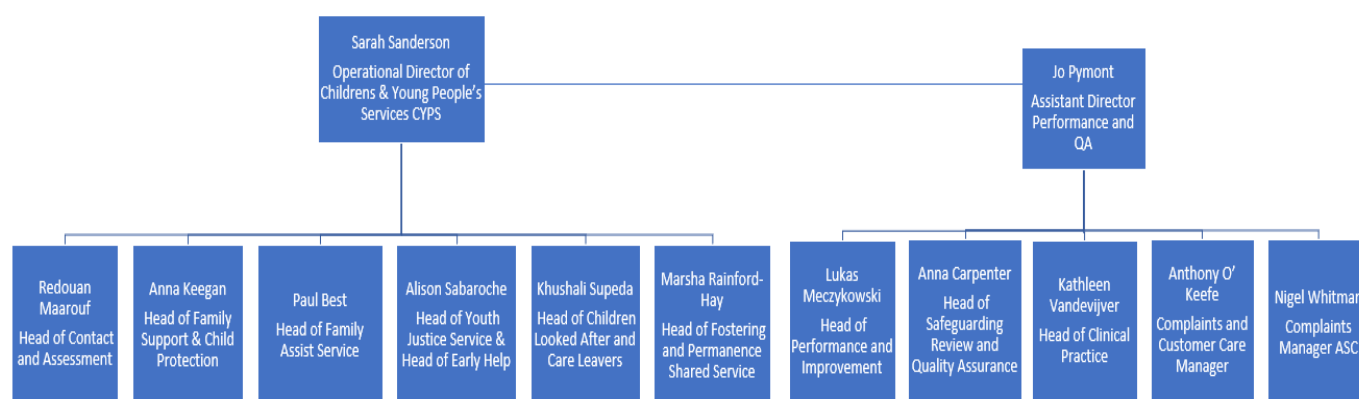 Sarah Sanderson
Operational Director of
Childrens & Young People's
Services CYPS
Jo Pymont
Assistant Director
Performance and
QA
Redouan
Maarouf
Head of Contact
and Assessment
Anna Keegan
Head of Family
Support & Child
Protection
Paul Best
Head of Family
Assist Service
Alison Sabaroche
Head of Youth
Justice Service &
Head of Early Help
Khushali Supeda
Head of Children
Looked After and
Care Leavers
Marsha Rainford-
Hay
Head of Fostering
and Permanence
Shared Service
Lukas
Meczykowski
Head of
Performance and
Improvement
Anna Carpenter
Head of
Safeguarding
Review and
Quality Assurance
Kathleen
Vandevijver
Head of Clinical
Practice
Anthony O'
Keefe
Complaints and
Customer Care
Manager
Nigel Whitman
Complaints
Manager ASC